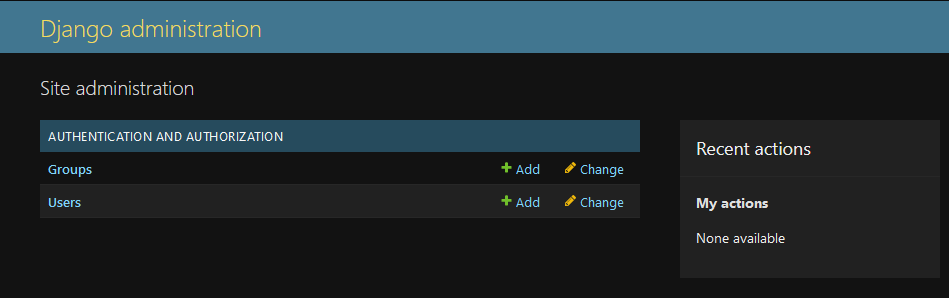 Django administration
Site administration
AUTHENTICATION AND AUTHORIZATION
Groups Add Change
Users Add Change
Recent actions
My actions
None available